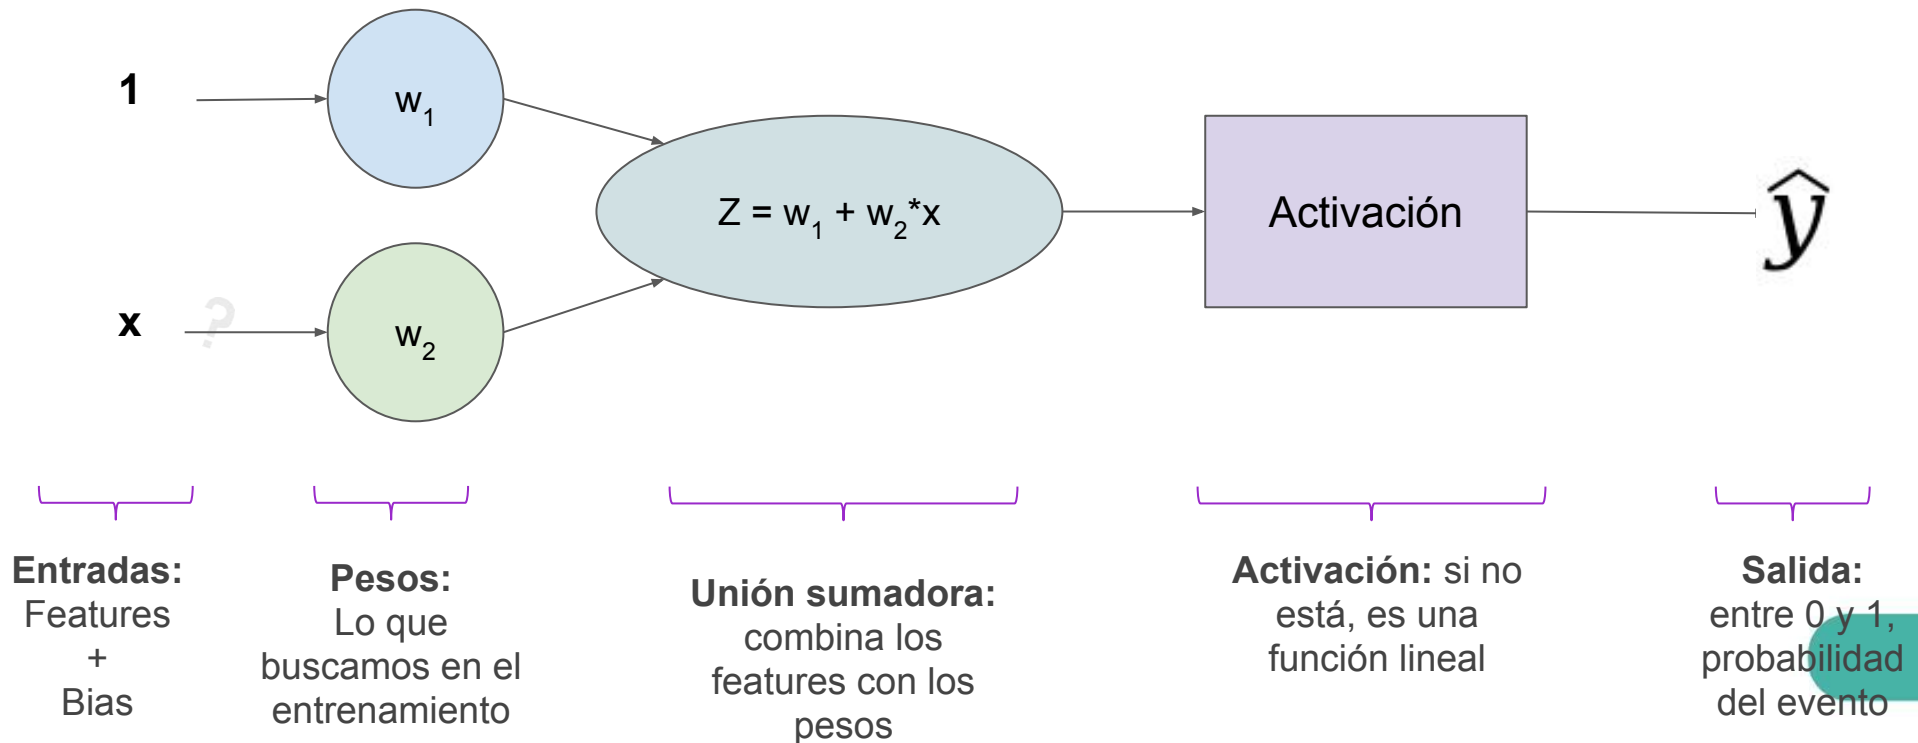 1
w1
Z = w1 + w2*x
Activación
ŷ
x
?
w2
Entradas:
Features
+
Bias
Pesos:
Lo que
buscamos en el
entrenamiento
Unión sumadora:
combina los
features con los
pesos
Activación: si no
está, es una
función lineal
Salida:
entre 0 y 1,
probabilidad
del evento